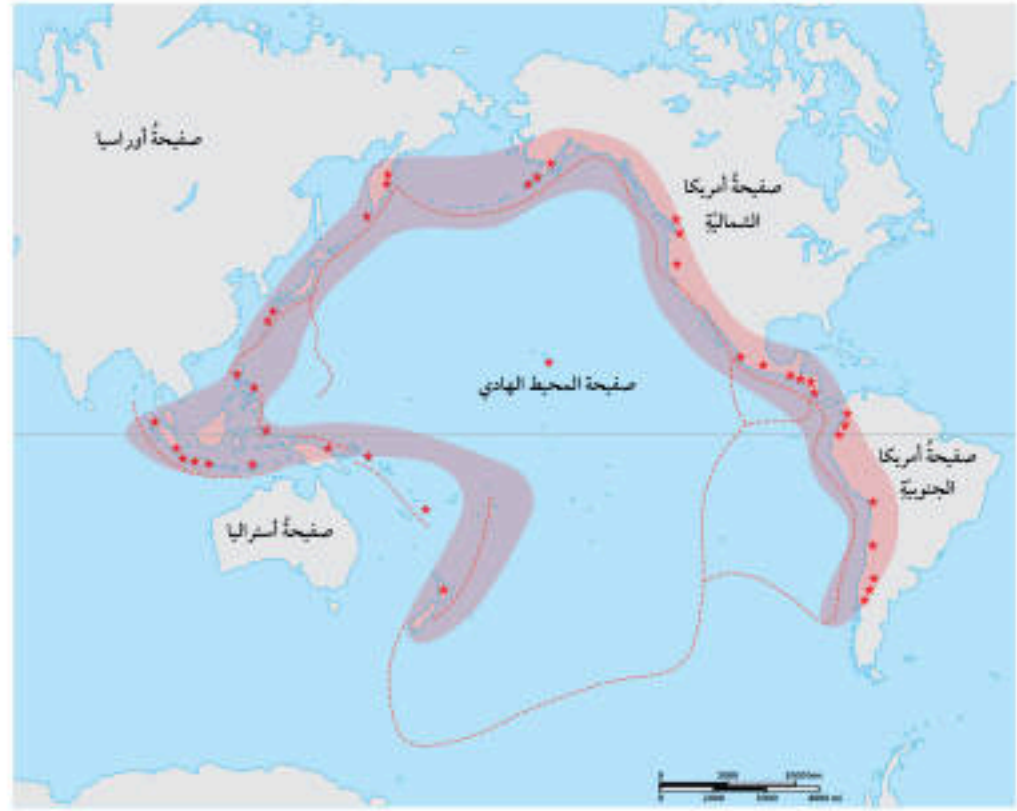 صفيحةُ أوراسيا
صفيحةُ أمريكا
الشماليّة
صفيحة المحيط الهادي
صفيحةُ أمريكا
الجنوبيّة
صفيحةُ أستراليا